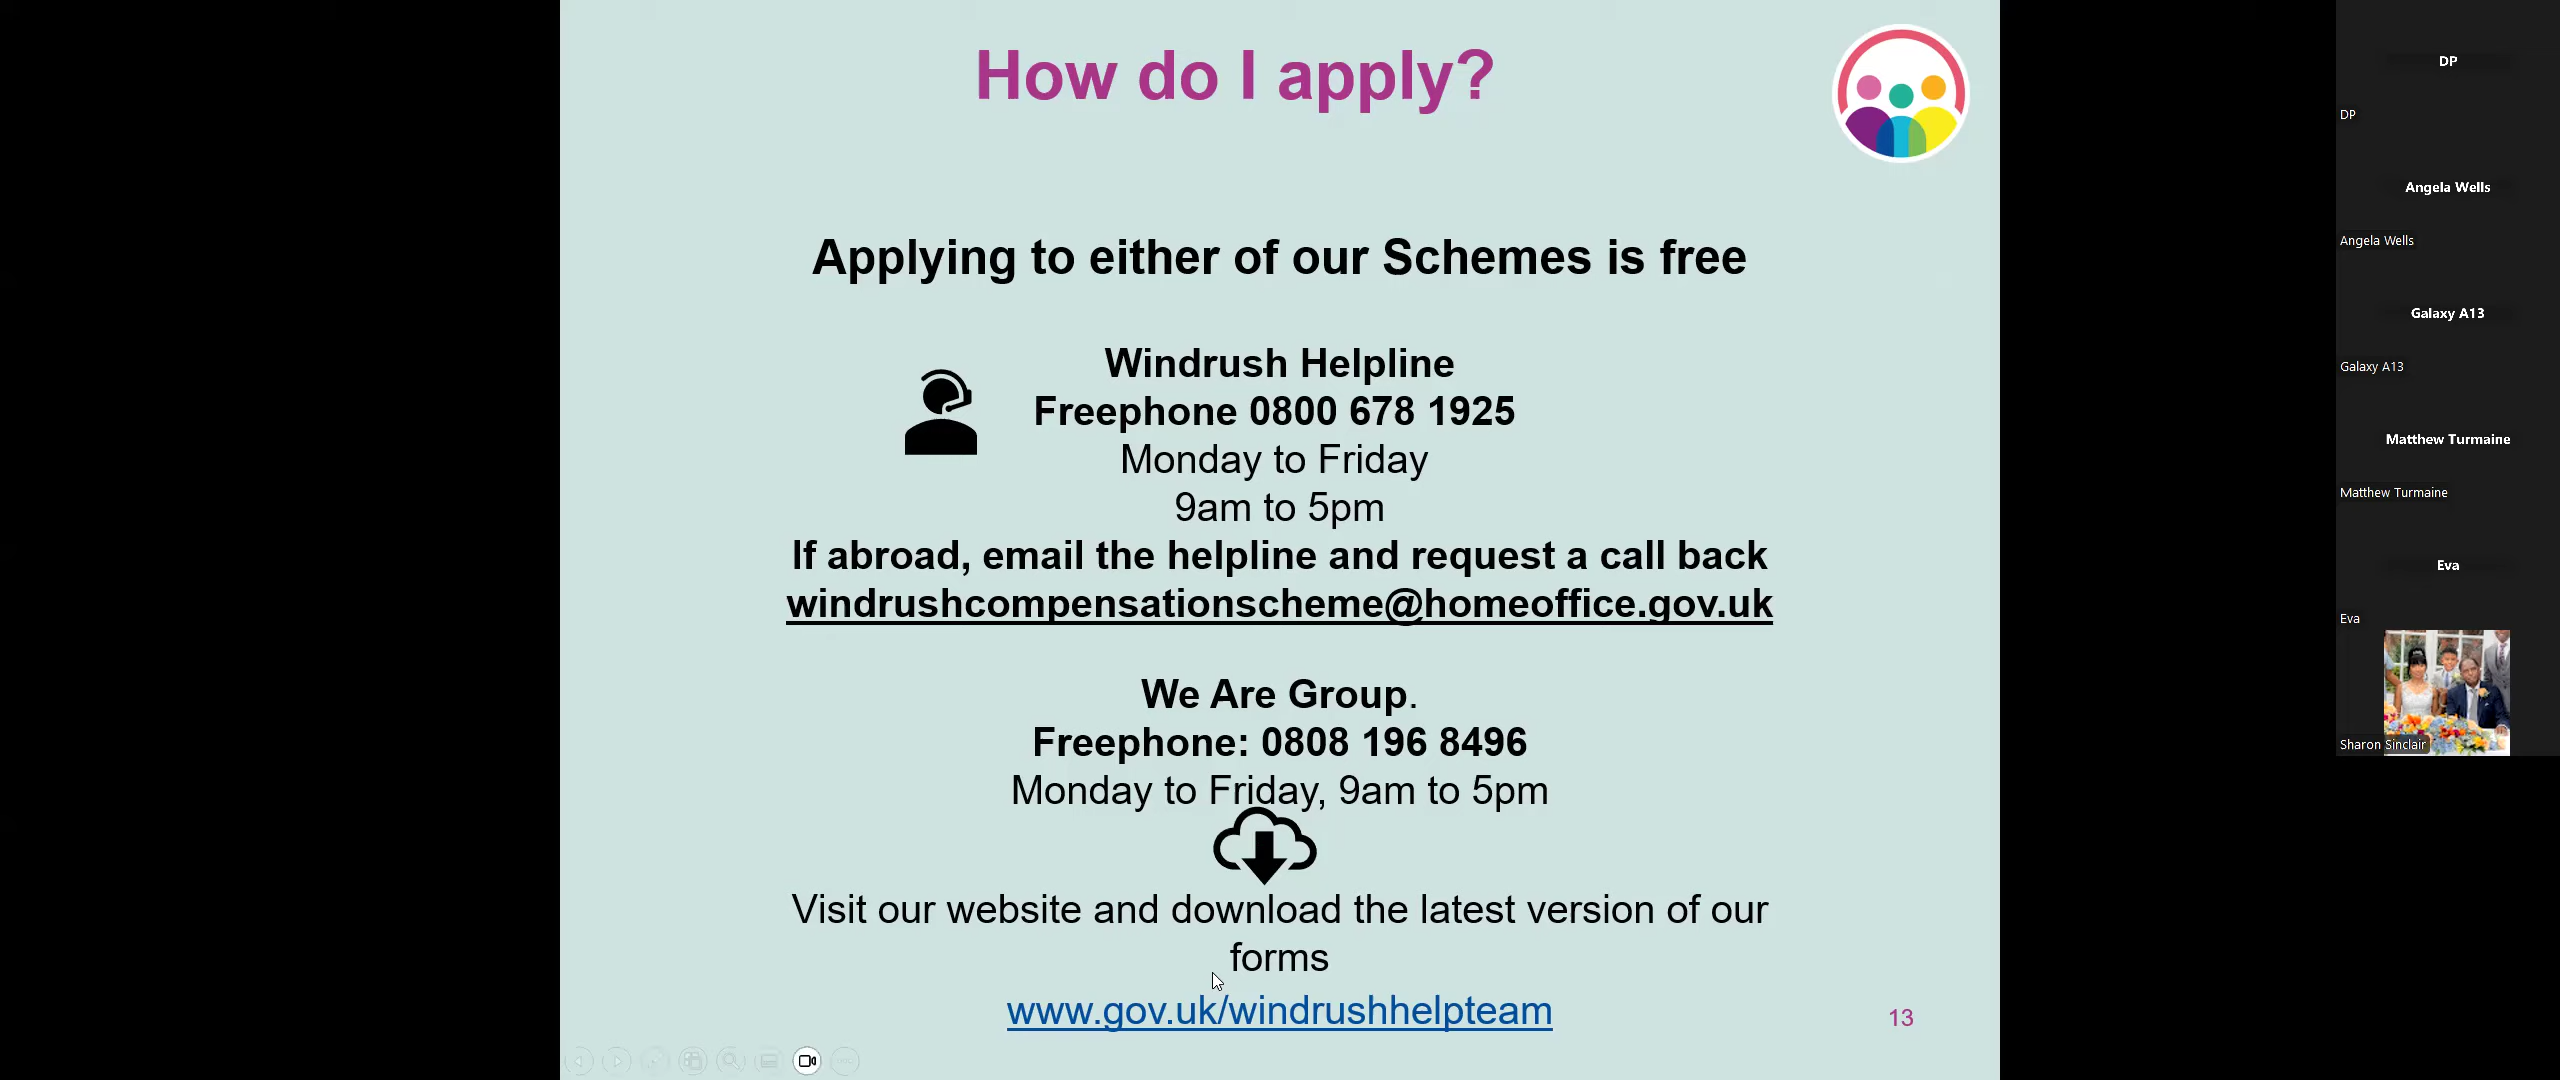 How do I apply?
Applying to either of our Schemes is free
Windrush Helpline
Freephone 0800 678 1925
Monday to Friday
9am to 5pm
If abroad, email the helpline and request a call back
windrushcompensationscheme@homeoffice.gov.uk
We Are Group.
Freephone: 0808 196 8496
Monday to Friday, 9am to 5pm
Visit our website and download the latest version of our
forms
www.gov.uk/windrushhelpteam
13
DP
DP
Angela Wells
Angela Wells
Galaxy A13
Galaxy A13
Matthew Turmaine
Matthew Turmaine
Eva
Eva
Sharon Sinclair